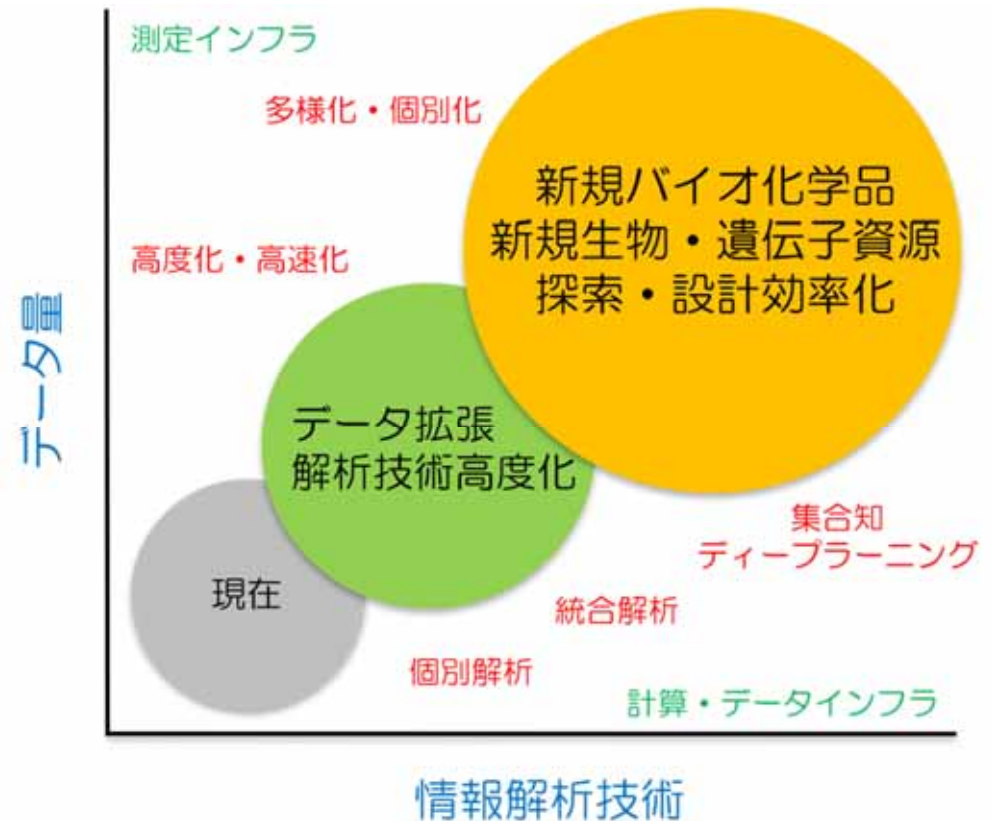 測定インフラ
多様化・個別化
新規バイオ化学品
新規生物・遺伝子資源
探索・設計効率化
高度化・高速化
データ量
データ拡張
解析技術高度化
集合知
ディープラーニング
現在
統合解析
個別解析
計算・データインフラ
情報解析技術